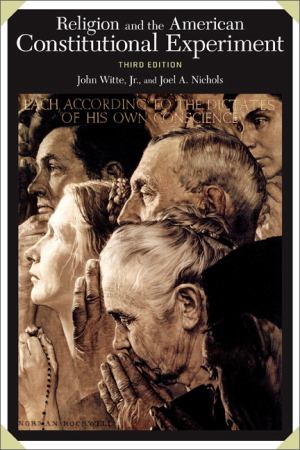 Religion and the American
Constitutional Experiment
THIRD EDITION
John Witte, Jr., and Joel A. Nichols
EACH ACCORDING TO THE DICTATES
OF HIS OWN CONSCIENCE
NORMAN ROCKWELL